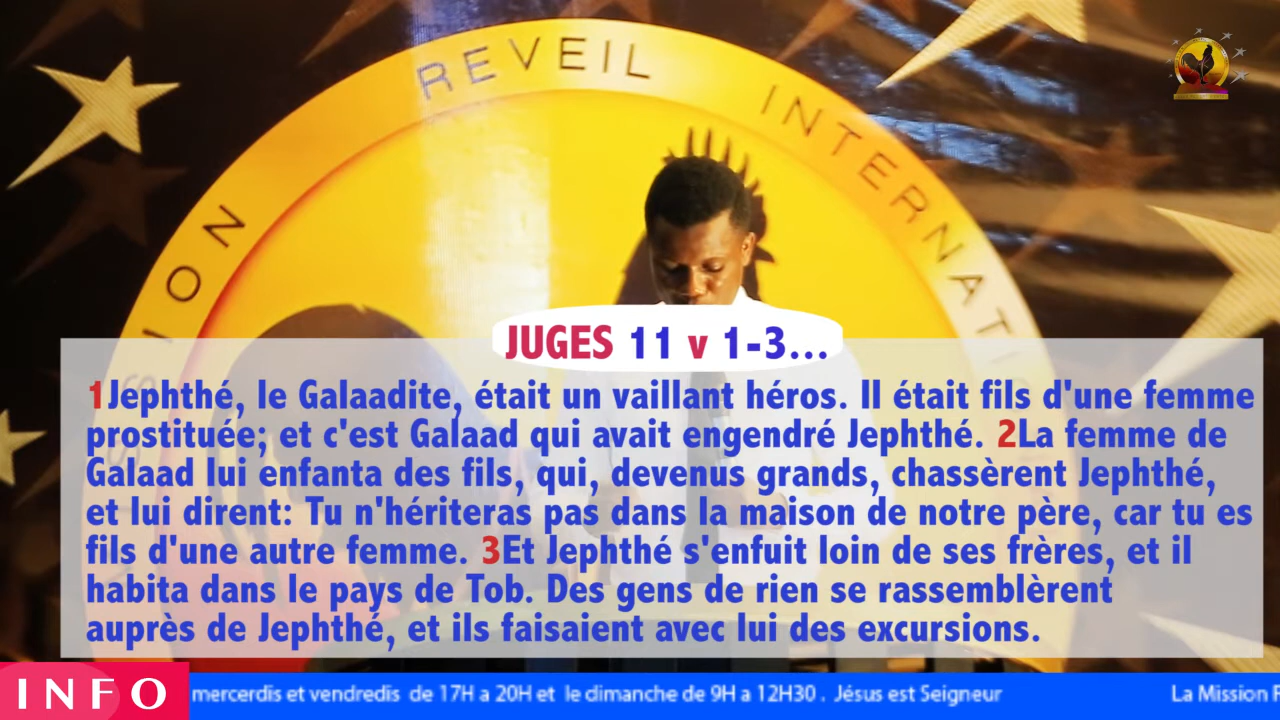 REVEIL INTERNATI
JUGES 11 v 1-3...
1Jephthé, le Galaadite, était un vaillant héros. Il était fils d'une femme
prostituée; et c'est Galaad qui avait engendré Jephthé. 2La femme de
Galaad lui enfanta des fils, qui, devenus grands, chassèrent Jephthé,
et lui dirent: Tu n'hériteras pas dans la maison de notre père, car tu es
fils d'une autre femme. 3Et Jephthé s'enfuit loin de ses frères, et il
habita dans le pays de Tob. Des gens de rien se rassemblèrent
auprès de Jephthé, et ils faisaient avec lui des excursions.
INFO
mercerdis et vendredis de 17H a 20H et le dimanche de 9H a 12H30 . Jésus est Seigneur
La Mission